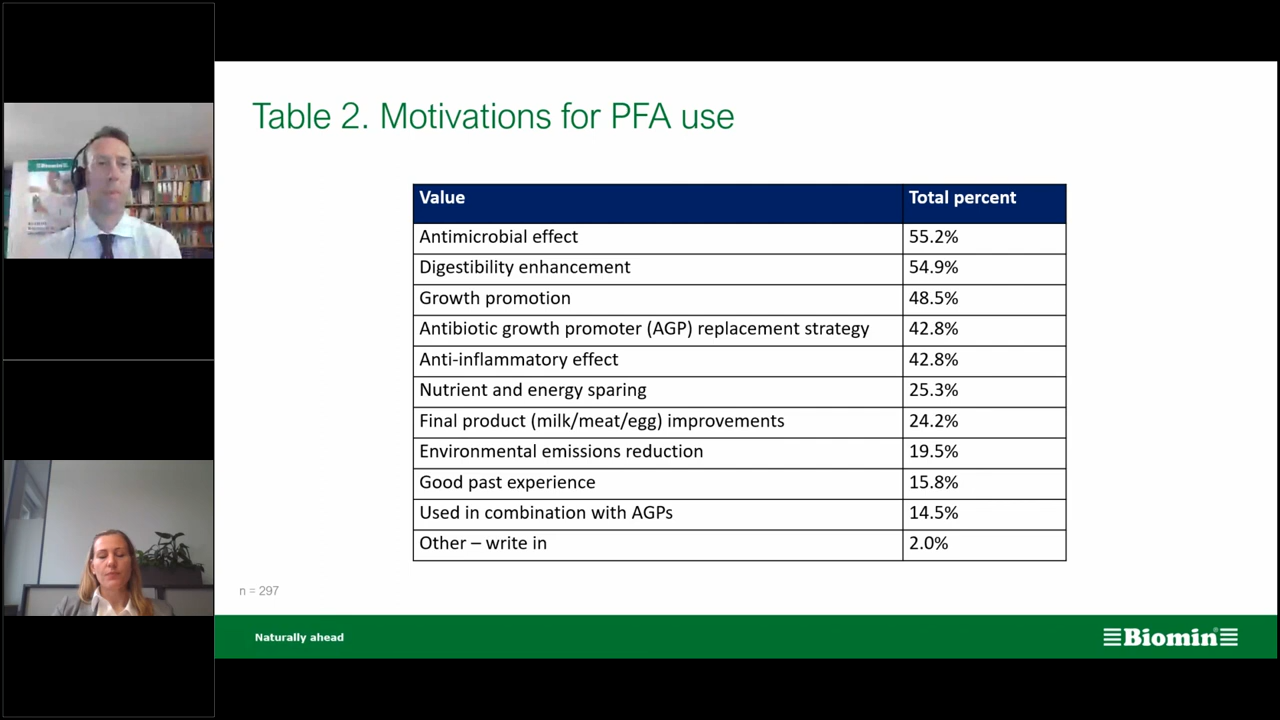 Table 2. Motivations for PFA use
Value Total percent
Antimicrobial effect 55.2%
Digestibility enhancement 54.9%
Growth promotion 48.5%
Antibiotic growth promoter (AGP) replacement strategy 42.8%
Anti-inflammatory effect 42.8%
Nutrient and energy sparing 25.3%
Final product (milk/meat/egg) improvements 24.2%
Environmental emissions reduction 19.5%
Good past experience 15.8%
Used in combination with AGPs 14.5%
Other – write in 2.0%
n = 297
Naturally ahead
Biomin®
Biomin